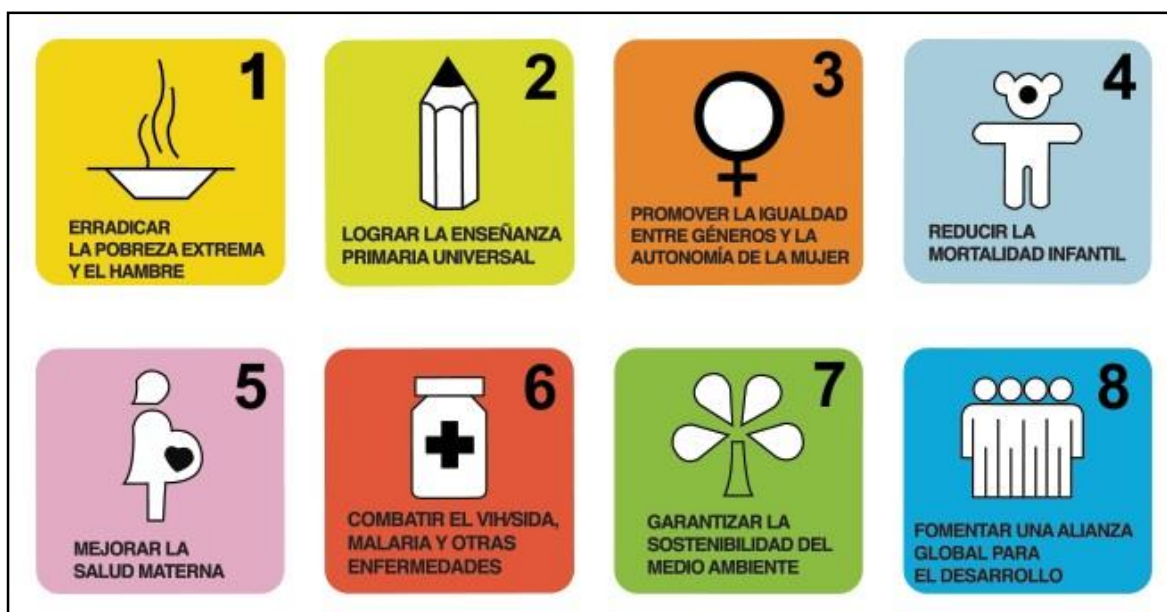 1
ERRADICAR
LA POBREZA EXTREMA
Y EL HAMBRE
2
LOGRAR LA ENSEÑANZA
PRIMARIA UNIVERSAL
3
PROMOVER LA IGUALDAD
ENTRE GÉNEROS Y LA
AUTONOMÍA DE LA MUJER
4
REDUCIR LA
MORTALIDAD INFANTIL
5
MEJORAR LA
SALUD MATERNA
6
COMBATIR EL VIH/SIDA,
MALARIA Y OTRAS
ENFERMEDADES
7
GARANTIZAR LA
SOSTENIBILIDAD DEL
MEDIO AMBIENTE
8
FOMENTAR UNA ALIANZA
GLOBAL PARA
EL DESARROLLO